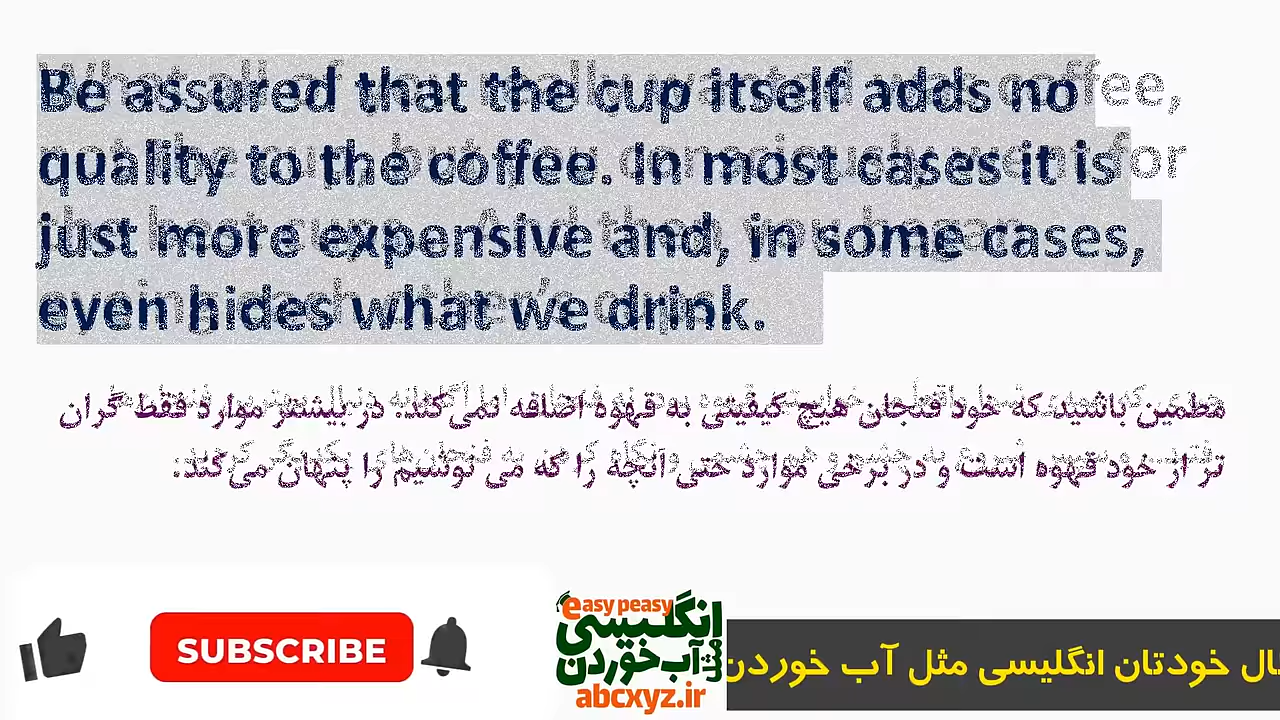 Be assured that the cup itself adds no
quality to the coffee. In most cases it is
just more expensive and, in some cases,
even hides what we drink.
مطمئن باشید که خود فنجان هیچ کیفیتی به قهوه اضافه نمی‌کند. در بیشتر موارد فقط گران
تر از خود قهوه است و در برخی موارد حتی آنچه را که می نوشیم را پنهان می‌کند.
SUBSCRIBE
easy peasy
انگلیسی
مثل آب خوردن
abcxyz.ir
خودتان انگلیسی مثل آب خوردن